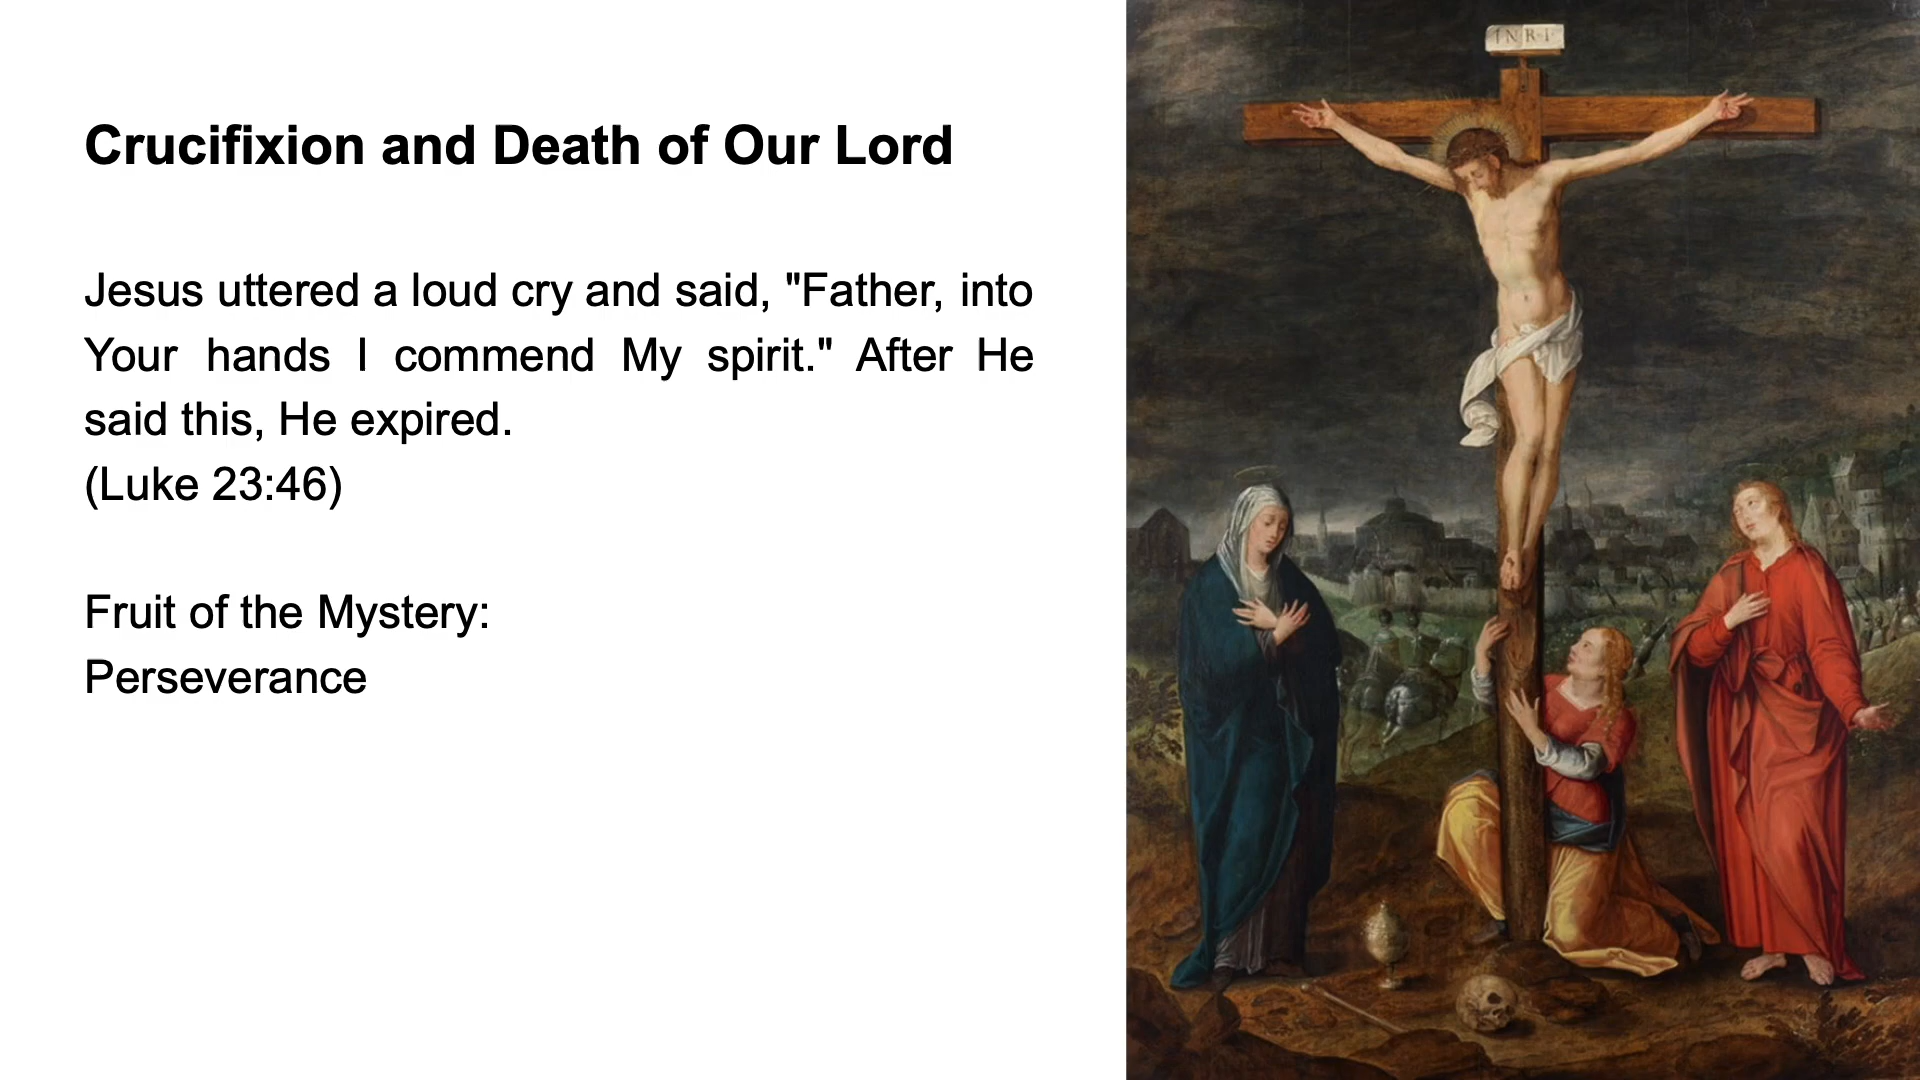 Crucifixion and Death of Our Lord
Jesus uttered a loud cry and said, "Father, into
Your hands I commend My spirit." After He
said this, He expired.
(Luke 23:46)
Fruit of the Mystery:
Perseverance
INRI